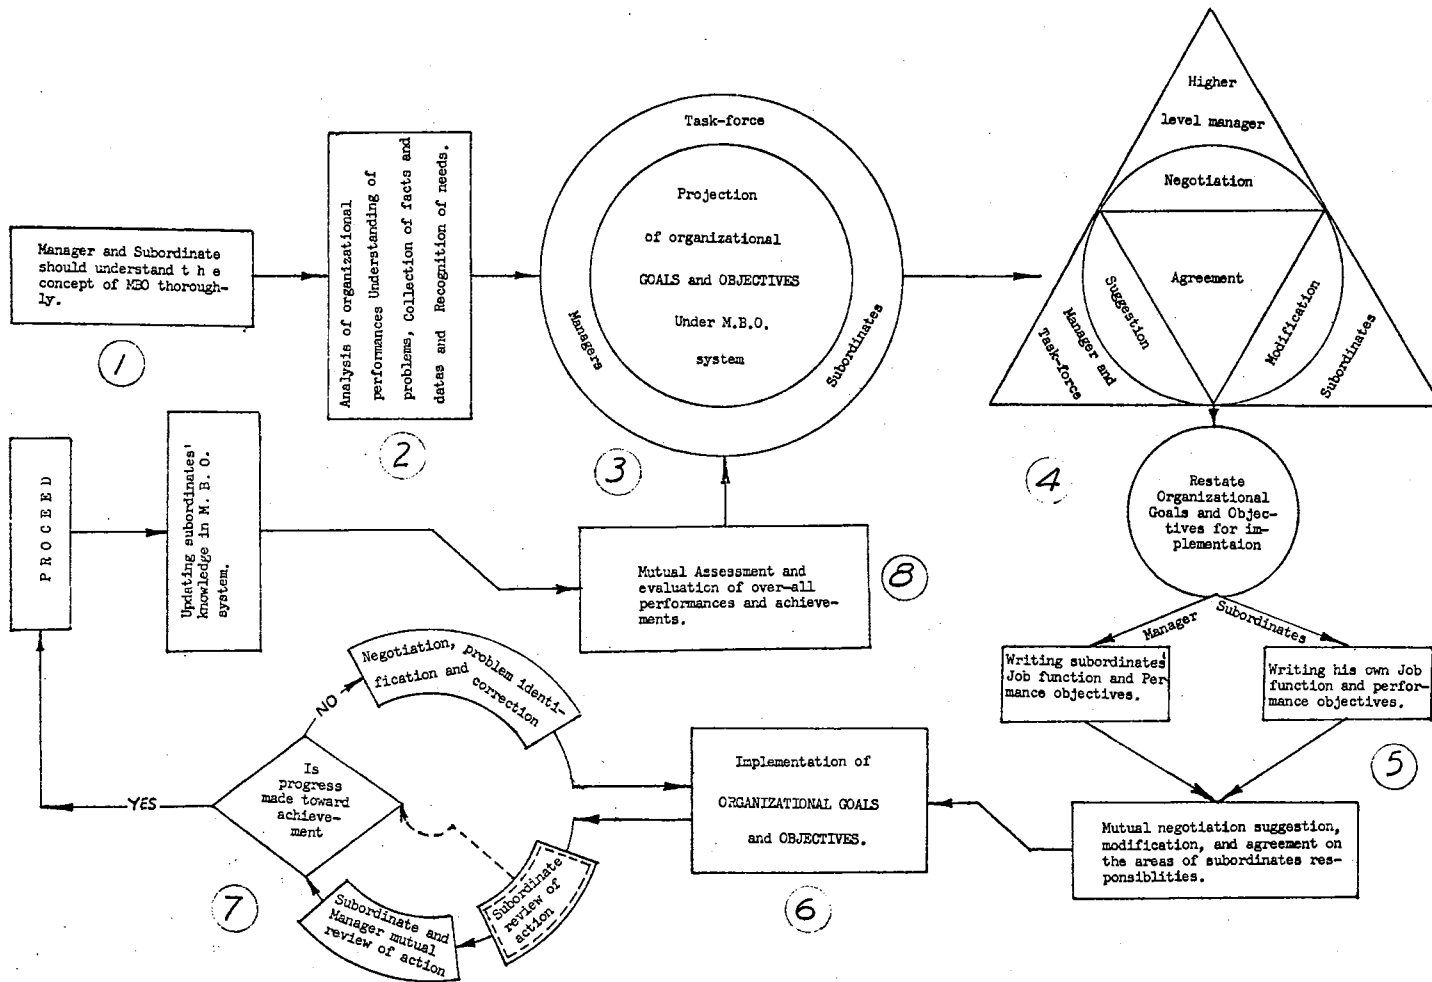 Manager and Subordinate
should understand t h e
concept of MBO thorough-
ly.
1
Analysis of organizational
performances Understanding of
problems, Collection of facts and
datas and Recognition of needs.
2
Task-force
Managers
Subordinates
Projection
of organizational
GOALS and OBJECTIVES
Under M.B.O.
system
3
Higher
level manager
Negotiation
Agreement
Suggestion
Modification
Manager and
Task-force
Subordinates
4
Restate
Organizational
Goals and Objec-
tives for im-
plementaion
Manager
Subordinates
Writing subordinates'
Job function and Per-
mance objectives.
Writing his own Job
function and perfor-
mance objectives.
5
Mutual negotiation suggestion,
modification, and agreement on
the areas of subordinates res-
ponsiblities.
Implementation of
ORGANIZATIONAL GOALS
and OBJECTIVES.
6
Subordinate
review of
action
Subordinate and
Manager mutual
review of action
7
Is
progress
made toward
achieve-
ment
NO
Negotiation, problem identi-
fication and correction
YES
PROCEED
Updating subordinates'
knowledge in M. B. O.
system.
Mutual Assessment and
evaluation of over-all
performances and achieve-
ments.
8